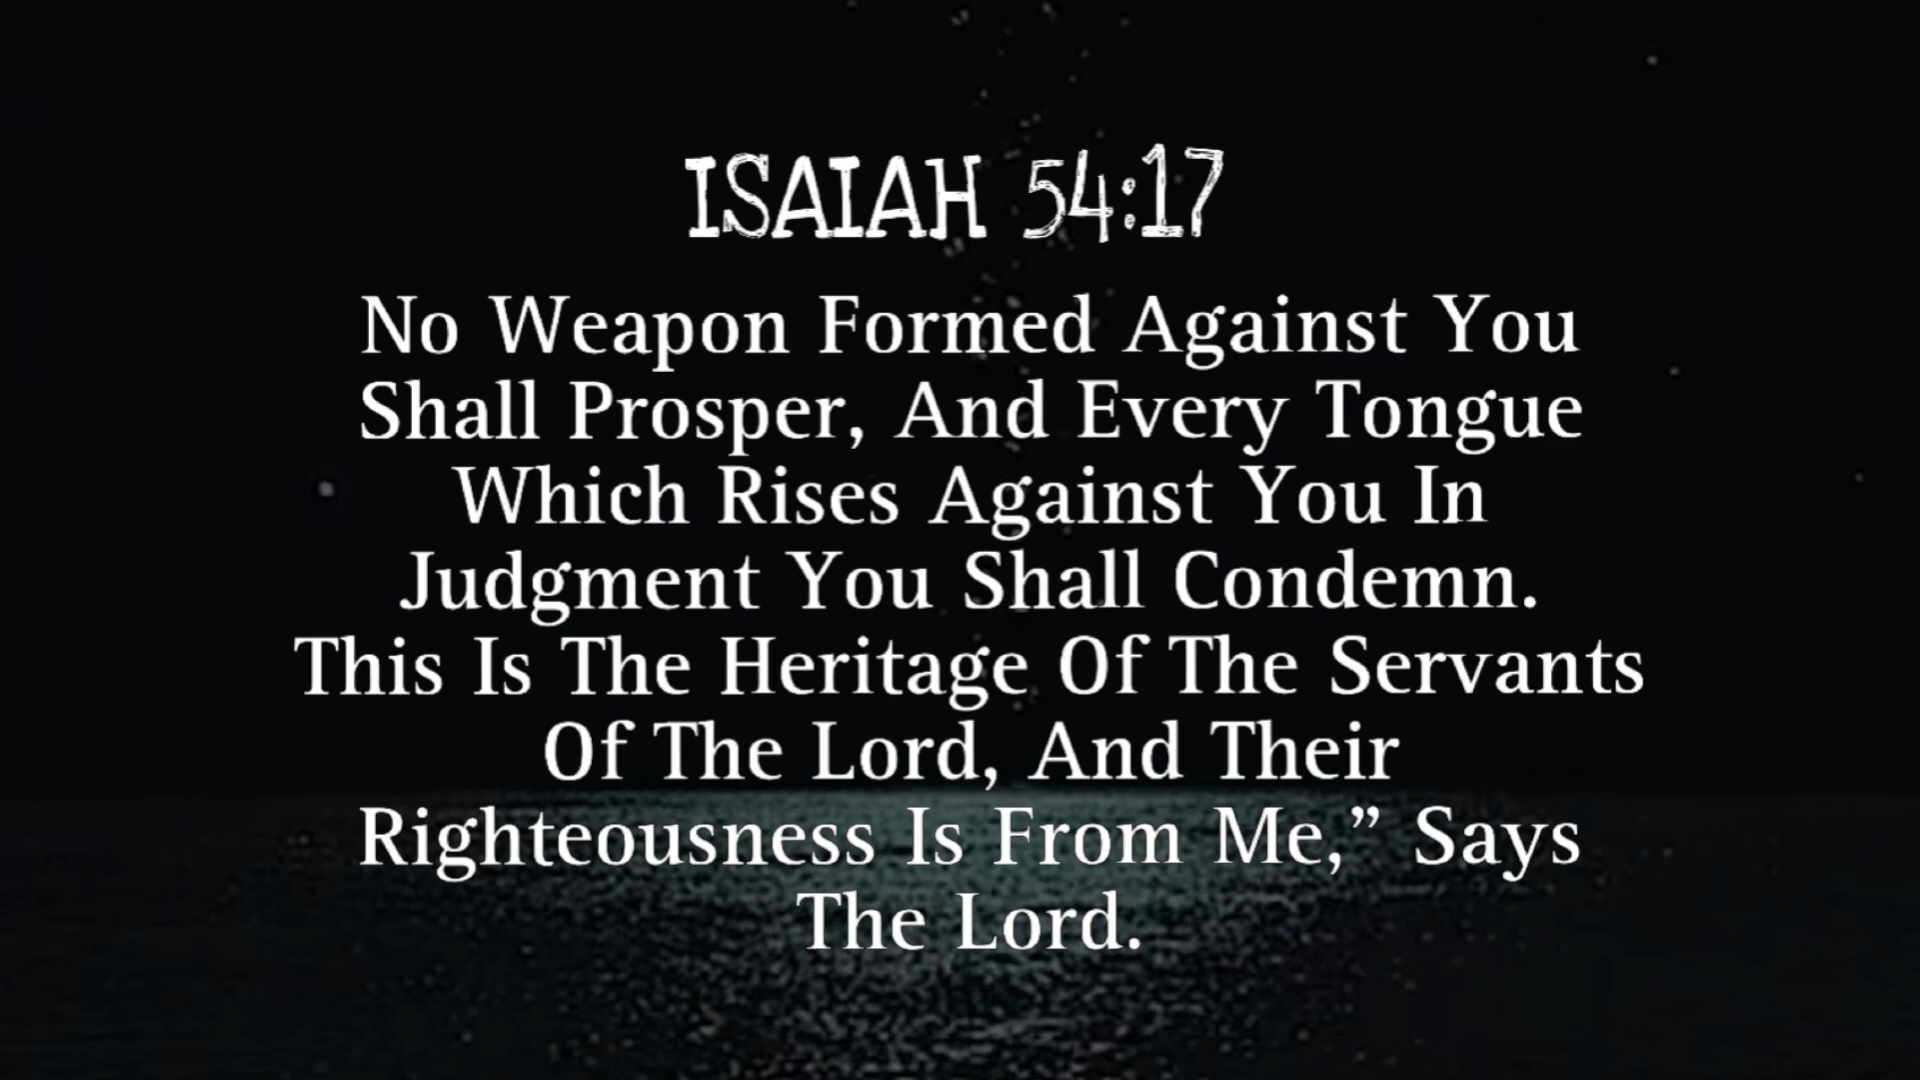 ISAIAH 54:17
No Weapon Formed Against You
Shall Prosper, And Every Tongue
Which Rises Against You In
Judgment You Shall Condemn.
This Is The Heritage Of The Servants
Of The Lord, And Their
Righteousness Is From Me,” Says
The Lord.